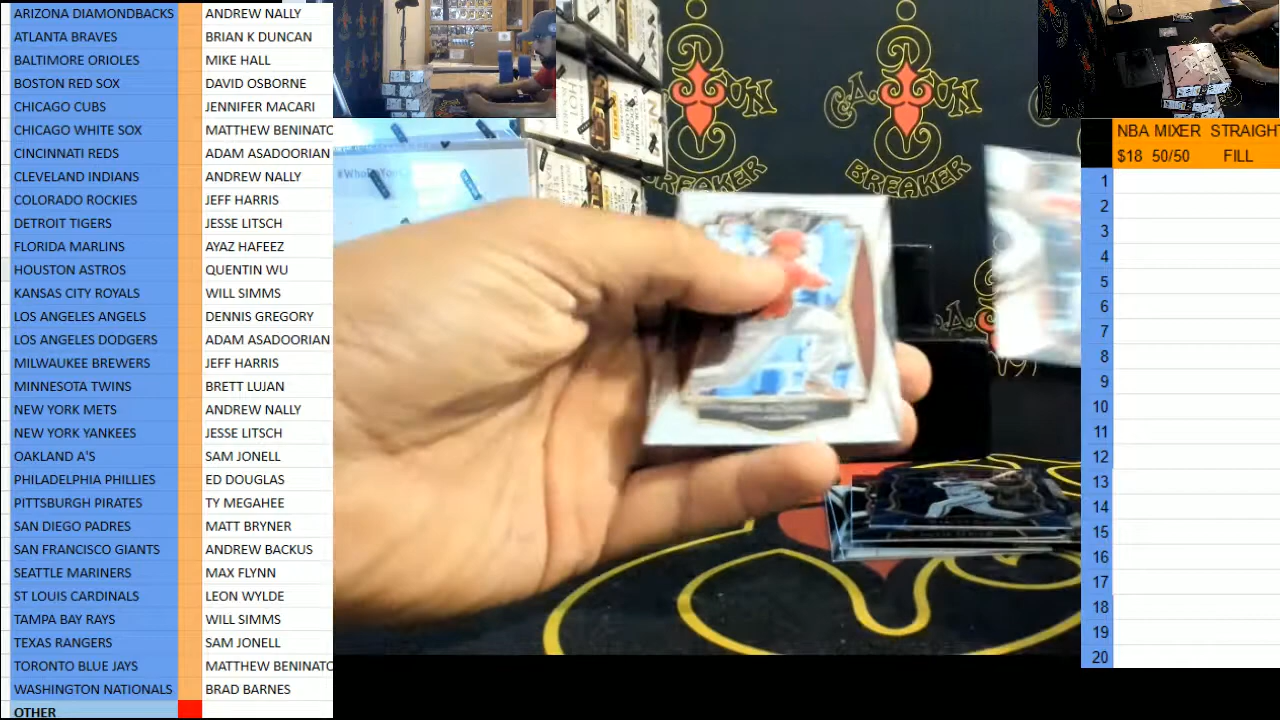 ARIZONA DIAMONDBACKS ANDREW NALLY
ATLANTA BRAVES BRIAN K DUNCAN
BALTIMORE ORIOLES MIKE HALL
BOSTON RED SOX DAVID OSBORNE
CHICAGO CUBS JENNIFER MACARI
CHICAGO WHITE SOX MATTHEW BENINATO
CINCINNATI REDS ADAM ASADOORIAN
CLEVELAND INDIANS ANDREW NALLY
COLORADO ROCKIES JEFF HARRIS
DETROIT TIGERS JESSE LITSCH
FLORIDA MARLINS AYAZ HAFEEZ
HOUSTON ASTROS QUENTIN WU
KANSAS CITY ROYALS WILL SIMMS
LOS ANGELES ANGELS DENNIS GREGORY
LOS ANGELES DODGERS ADAM ASADOORIAN
MILWAUKEE BREWERS JEFF HARRIS
MINNESOTA TWINS BRETT LUJAN
NEW YORK METS ANDREW NALLY
NEW YORK YANKEES JESSE LITSCH
OAKLAND A'S SAM JONELL
PHILADELPHIA PHILLIES ED DOUGLAS
PITTSBURGH PIRATES TY MEGAHEE
SAN DIEGO PADRES MATT BRYNER
SAN FRANCISCO GIANTS ANDREW BACKUS
SEATTLE MARINERS MAX FLYNN
ST LOUIS CARDINALS LEON WYLDE
TAMPA BAY RAYS WILL SIMMS
TEXAS RANGERS SAM JONELL
TORONTO BLUE JAYS MATTHEW BENINATO
WASHINGTON NATIONALS BRAD BARNES
OTHER
CAJUN
BREAKER
NBA MIXER STRAIGHT
$18 50/50 FILL
1
2
3
4
5
6
7
8
9
10
11
12
13
14
15
16
17
18
19
20